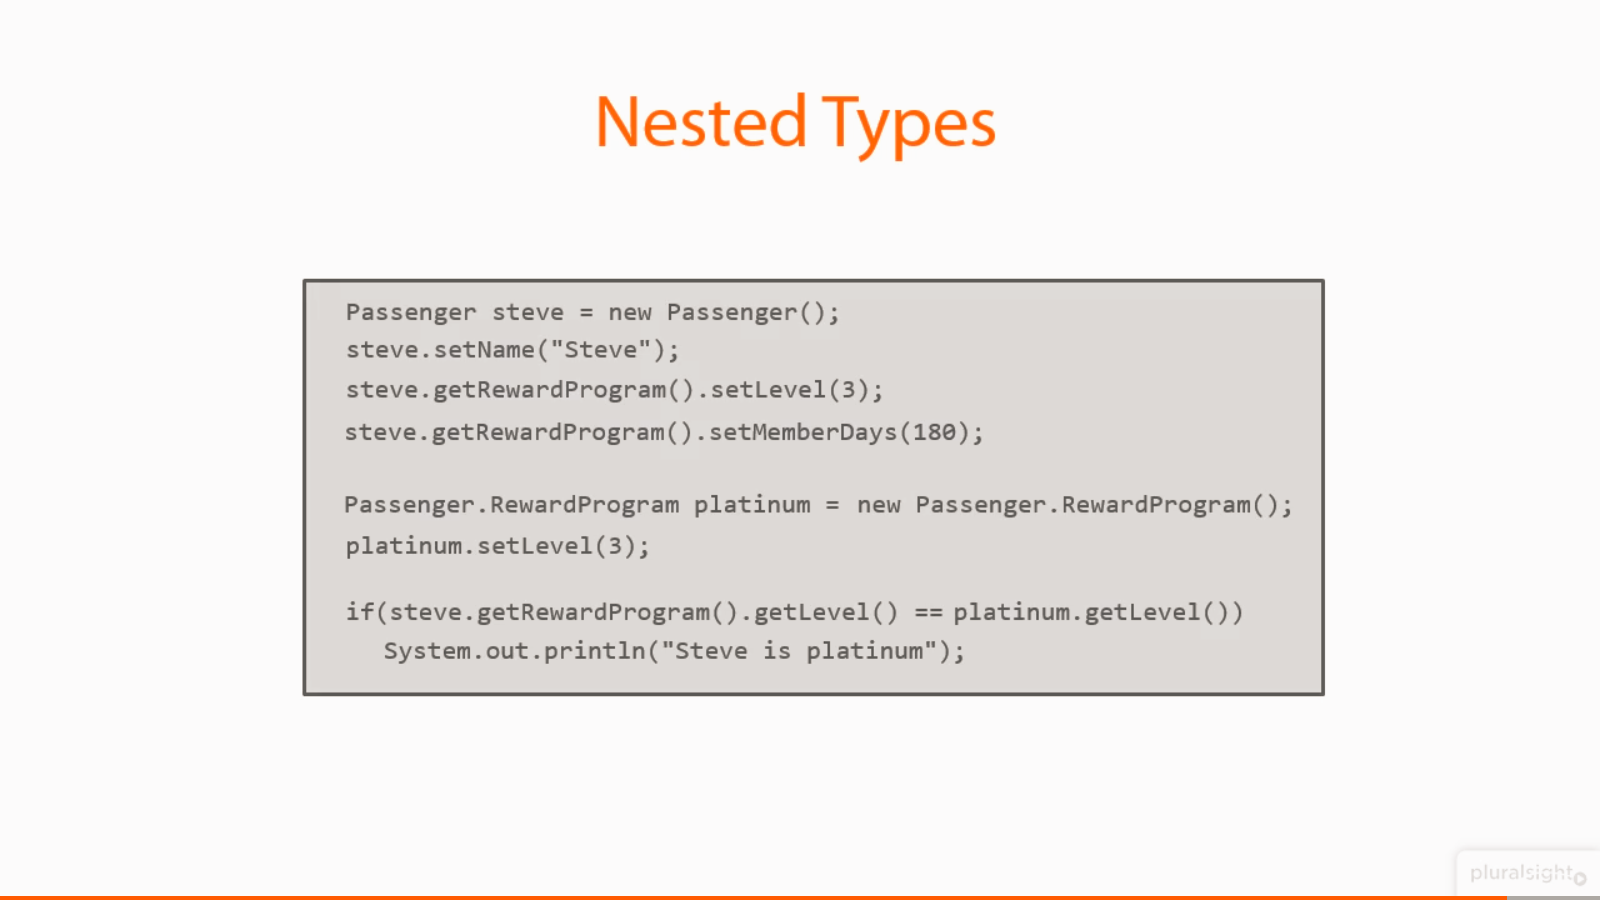 Nested Types
Passenger steve = new Passenger();
steve.setName("Steve");
steve.getRewardProgram().setLevel(3);
steve.getRewardProgram().setMemberDays(180);
Passenger.RewardProgram platinum = new Passenger.RewardProgram();
platinum.setLevel(3);
if(steve.getRewardProgram().getLevel() == platinum.getLevel())
System.out.println("Steve is platinum");
pluralsight